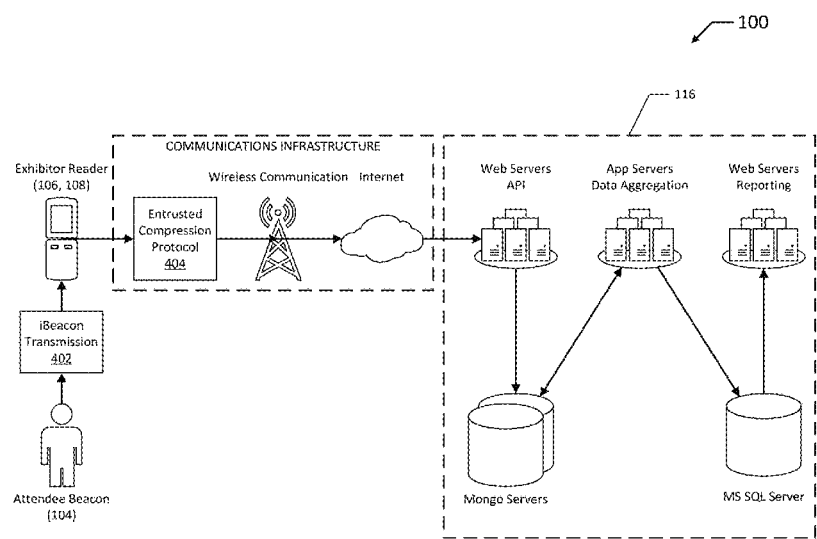 100
116
COMMUNICATIONS INFRASTRUCTURE
Exhibitor Reader
(106, 108)
Wireless Communication
Internet
Web Servers
API
App Servers
Data Aggregation
Web Servers
Reporting
Entrusted
Compression
Protocol
404
iBeacon
Transmission
402
Attendee Beacon
(104)
Mongo Servers
MS SQL Server